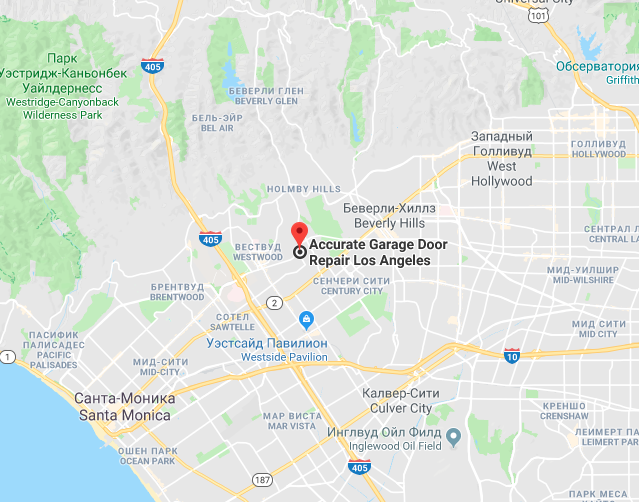 Universal City
101
Парк
Уэстридж-Каньонбек
Уайлдернесс
Westridge-Canyonback
Wilderness Park
405
Обсерватория
Griffith
БЕВЕРЛИ ГЛЕН
BEVERLY GLEN
БЕЛЬ-ЭЙР
BEL AIR
Западный
Голливуд
West
Hollywood
ГОЛЛИВУД
HOLLYWOOD
HOLMBY HILLS
Беверли-Хиллз
Beverly Hills
405
ВЕСТВУД
WESTWOOD
Accurate Garage Door
Repair Los Angeles
СЕНЧЕРИ СИТИ
CENTURY CITY
ЦЕНТРАЛ Л
CENTRAL LA
МИД-УИЛШИР
MID-WILSHIRE
БРЕНТВУД
BRENTWOOD
2
СОТЕЛ
SAWTELLE
Уэстсайд Павилион
Westside Pavilion
МИД СИТИ
MID CITY
ПАСИФИК
ПАЛИСАДЕС
PACIFIC
PALISADES
1
10
МИД-СИТИ
MID-CITY
Санта-Моника
Santa Monica
Калвер-Сити
Culver City
КРЕНШО
CRENSHAW
МАР ВИСТА
MAR VISTA
Инглвуд Ойл Филд
Inglewood Oil Field
ЛЕИМЕРТ ПАР
LEIMERT PARK
ОШЕН ПАРК
OCEAN PARK
405
187
ПАРК МЕСА